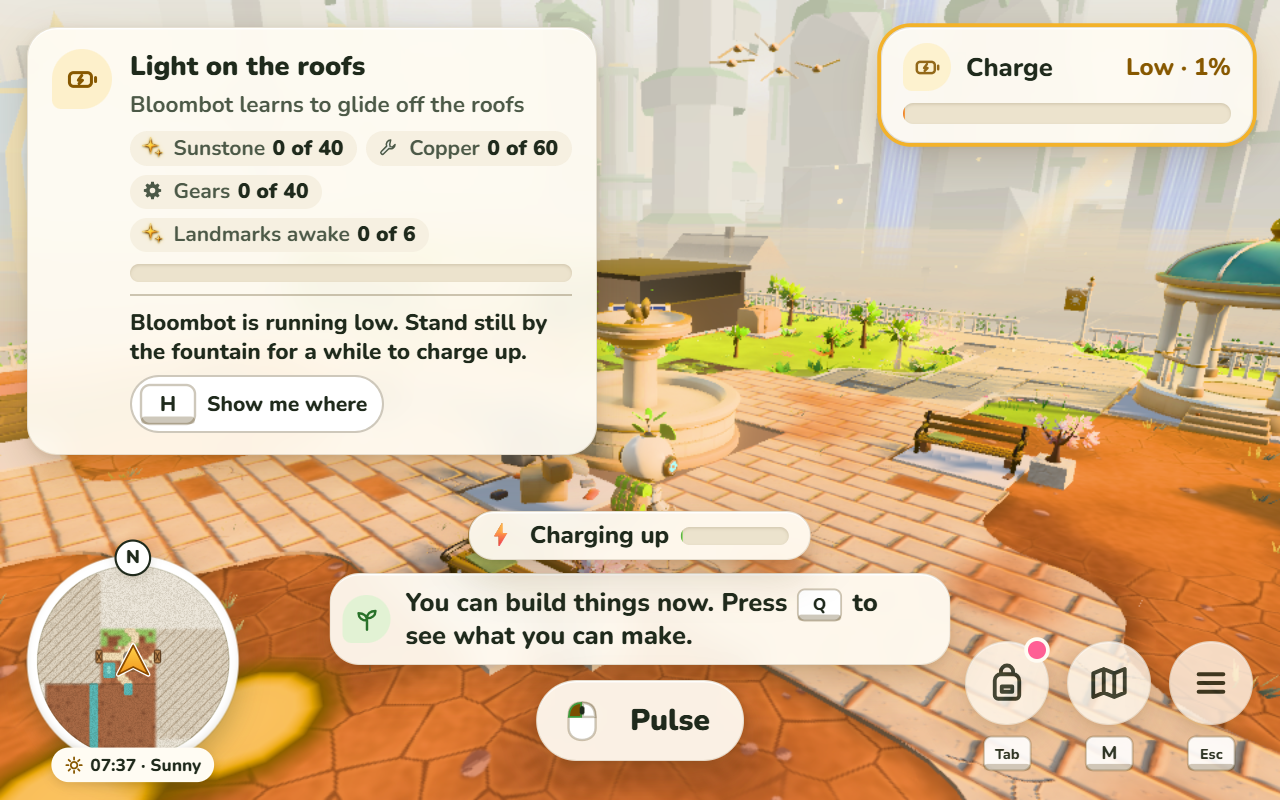 Light on the roofs
Bloombot learns to glide off the roofs
Sunstone 0 of 40
Copper 0 of 60
Gears 0 of 40
Landmarks awake 0 of 6
Bloombot is running low. Stand still by
the fountain for a while to charge up.
H Show me where
Charge Low · 1%
Charging up
You can build things now. Press Q to
see what you can make.
Pulse
N
07:37 · Sunny
Tab
M
Esc